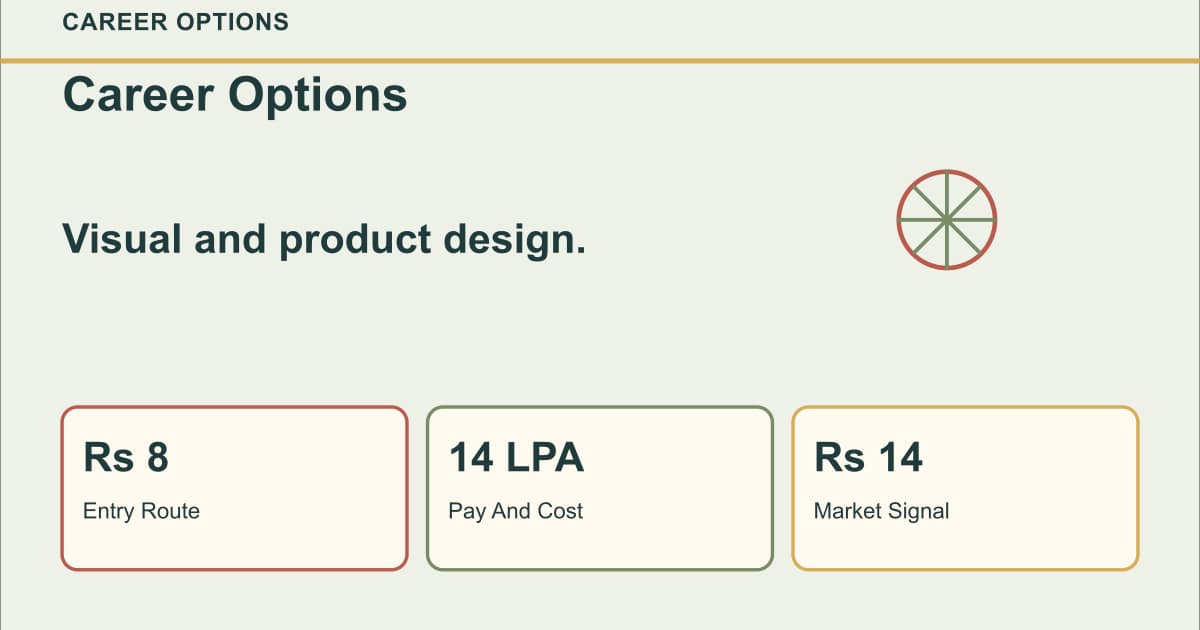 CAREER OPTIONS
Career Options
Visual and product design.
Rs 8
Entry Route
14 LPA
Pay And Cost
Rs 14
Market Signal